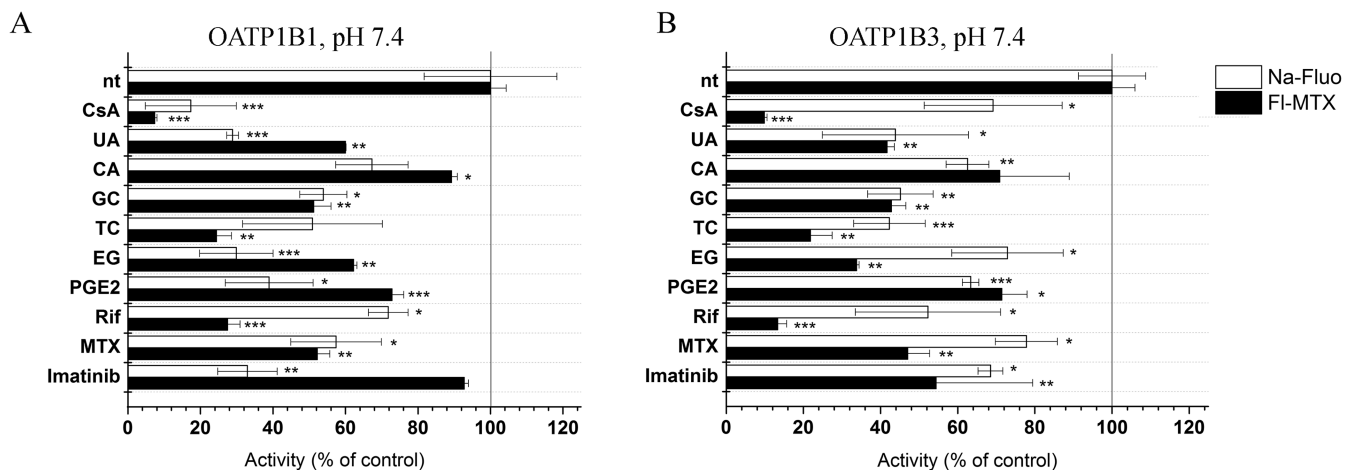 A
OATP1B1, pH 7.4
nt
CsA
***
***
UA
***
**
CA
*
GC
*
**
TC
**
EG
***
**
PGE2
*
***
Rif
*
***
MTX
*
**
Imatinib
**
0 20 40 60 80 100 120
Activity (% of control)
B
OATP1B3, pH 7.4
nt
CsA
*
***
UA
*
**
CA
**
GC
**
**
TC
***
**
EG
*
**
PGE2
***
*
Rif
*
***
MTX
*
**
Imatinib
*
**
0 20 40 60 80 100 120
Activity (% of control)
Na-Fluo
Fl-MTX